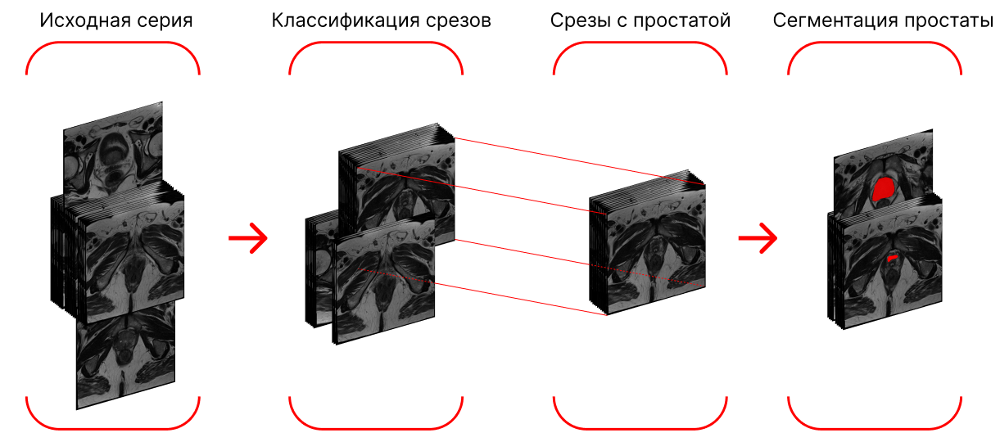 Исходная серия
Классификация срезов
Срезы с простатой
Сегментация простаты